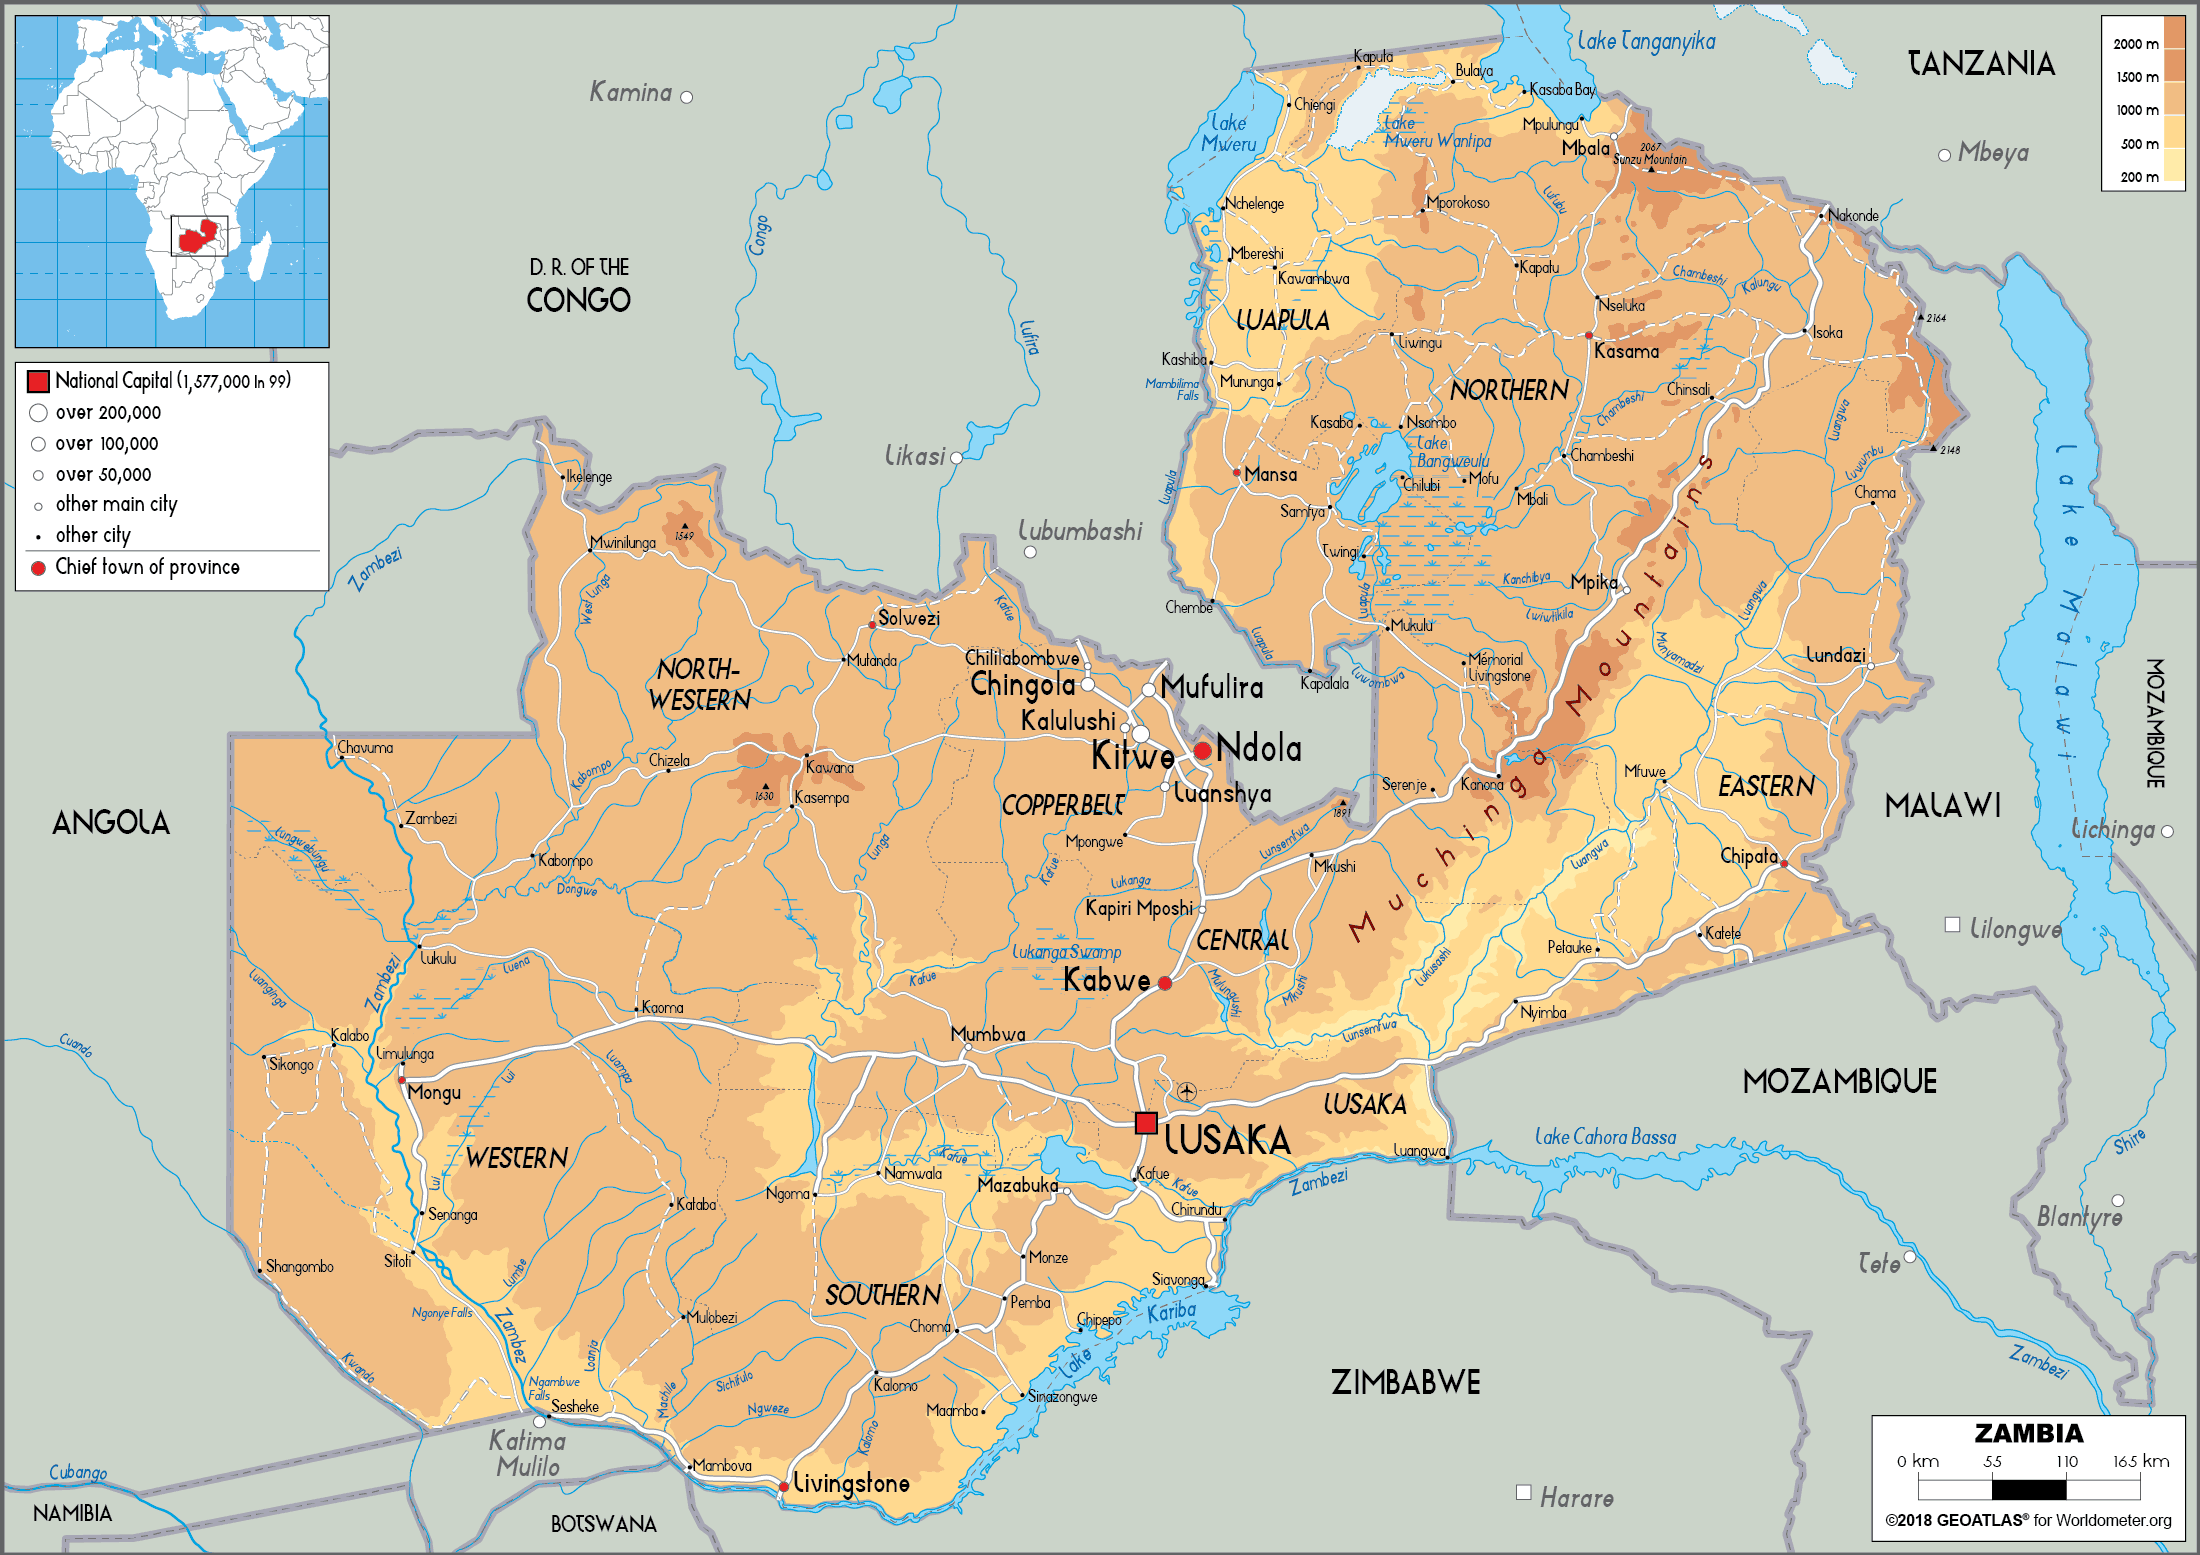 Lake Tanganyika
TANZANIA
2000 m
1500 m
1000 m
500 m
200 m
Kaputa
Bulaya
Kasaba Bay
Kamina
Chiengi
Lake
Mweru
Lake
Mweru Wantipa
Mpulungu
Mbala
2067
Sunzu Mountain
Mbeya
Nchelenge
Mporokoso
Lufubu
Nakonde
Congo
D. R. OF THE
CONGO
Mbereshi
Kawambwa
Kapatu
Chambeshi
Kalungu
Nseluka
LUAPULA
2164
Lufira
Isoka
Liwingu
Kasama
Kashiba
Mambilima
Falls
Mununga
NORTHERN
Chinsali
Chambeshi
Luangwa
National Capital (1,577,000 in 99)
over 200,000
over 100,000
over 50,000
other main city
other city
Chief town of province
Kasaba
Nsombo
Lake
Bangweulu
Chambeshi
2148
Luwumbu
Likasi
Ikelenge
Mansa
Luapula
Chilubi
Mofu
Mbali
Chama
Samfya
Lake Malawi
Lubumbashi
1549
Mwinilunga
Twingi
Zambezi
West Lunga
Kanchibya
Mpika
Luapula
Lwiwtikila
Luangwa
Chembe
Kafue
Solwezi
Mukulu
Munyamadzi
Luapula
Mutanda
Chililabombwe
Chingola
Mufulira
Kapalala
Luwombwa
Mémorial
Livingstone
Lundazi
MOZAMBIQUE
NORTH-
WESTERN
Kalulushi
Kitwe
Ndola
Muchinga Mountains
Chavuma
Chizela
Kabompo
Kawana
1630
Kasempa
Luanshya
COPPERBELT
Serenje
Kanona
Mfuwe
EASTERN
MALAWI
1891
ANGOLA
Zambezi
Lungwebungu
Lunga
Mpongwe
Lunsemfwa
Lichinga
Kabompo
Dongwe
Kafue
Mkushi
Luangwa
Chipata
Lukanga
Kapiri Mposhi
CENTRAL
Lilongwe
Lukulu
Luena
Lukanga Swamp
Petauke
Katete
Zambezi
Luanginga
Kafue
Kabwe
Mulungushi
Mkushi
Lukusashi
Kaoma
Nyimba
Cuando
Kalabo
Mumbwa
Lunsemfwa
Sikongo
Limulunga
Mongu
Lui
Luampa
MOZAMBIQUE
LUSAKA
LUSAKA
WESTERN
Kafue
Lake Cahora Bassa
Shire
Luangwa
Namwala
Kafue
Mazabuka
Kafue
Zambezi
Ngoma
Lui
Senanga
Kataba
Chirundu
Blantyre
Sitoti
Monze
Tete
Shangombo
Lumbe
Siavonga
SOUTHERN
Pemba
Kariba
Ngonye Falls
Zambez
Mulobezi
Choma
Chipepo
Loanja
Lake
Zambezi
Kwando
Ngambwe
Falls
Sichifulo
Kalomo
ZIMBABWE
Sesheke
Machile
Ngweze
Maamba
Sinazongwe
Katima
Mulilo
Kalomo
ZAMBIA
0 km 55 110 165 km
Cubango
Mambova
Livingstone
Harare
NAMIBIA
BOTSWANA
©2018 GEOATLAS® for Worldometer.org